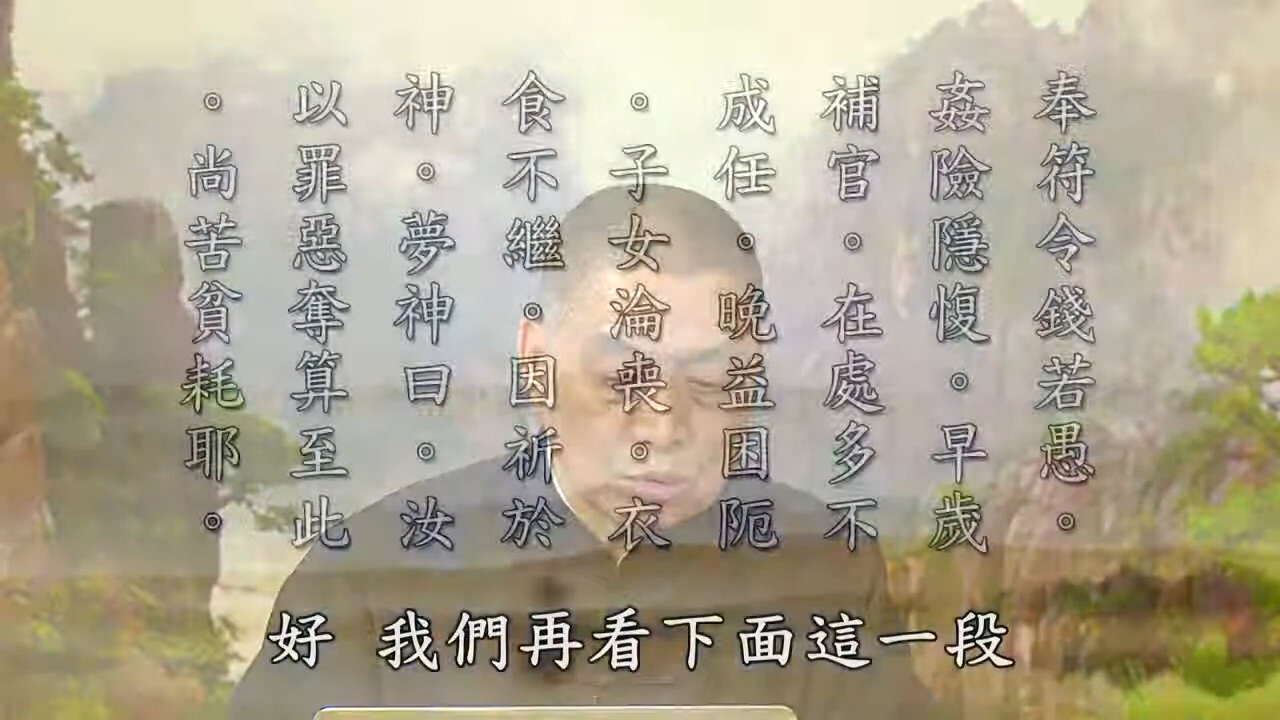 奉符令錢若愚。
姦險隱愎。早歲
補官。在處多不
成任。晚益困阨
。子女淪喪。衣
食不繼。因祈於
神。夢神曰。汝
以罪惡奪算至此
。尚苦貧耗耶。
好 我們再看下面這一段